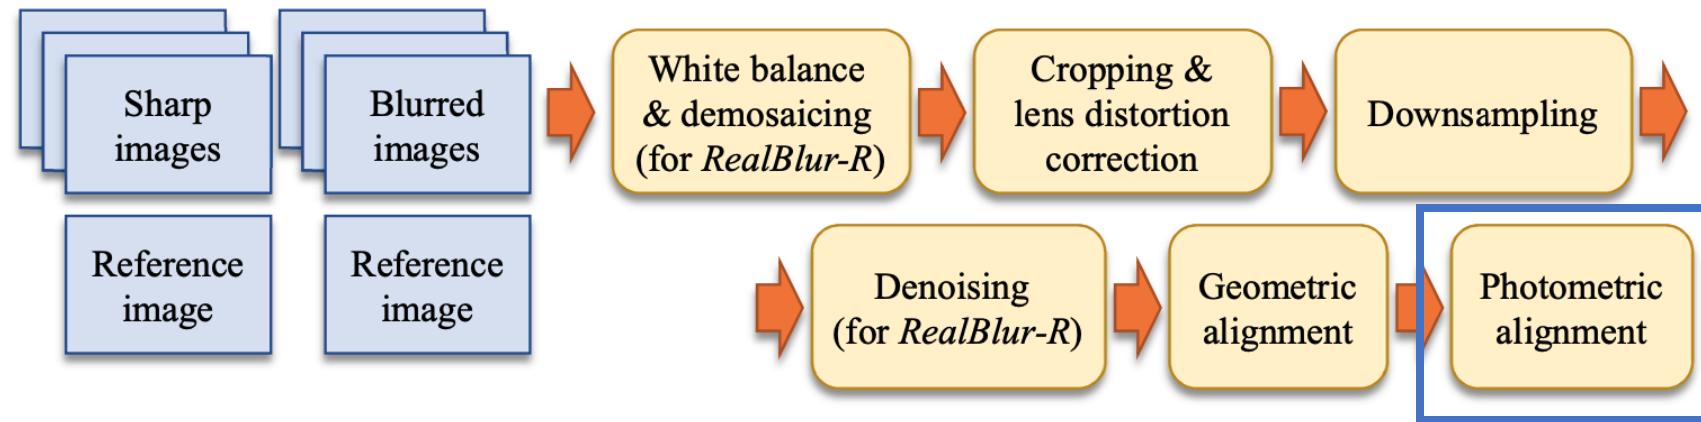 Sharp
images
Blurred
images
Reference
image
Reference
image
White balance
& demosaicing
(for RealBlur-R)
Cropping &
lens distortion
correction
Downsampling
Denoising
(for RealBlur-R)
Geometric
alignment
Photometric
alignment